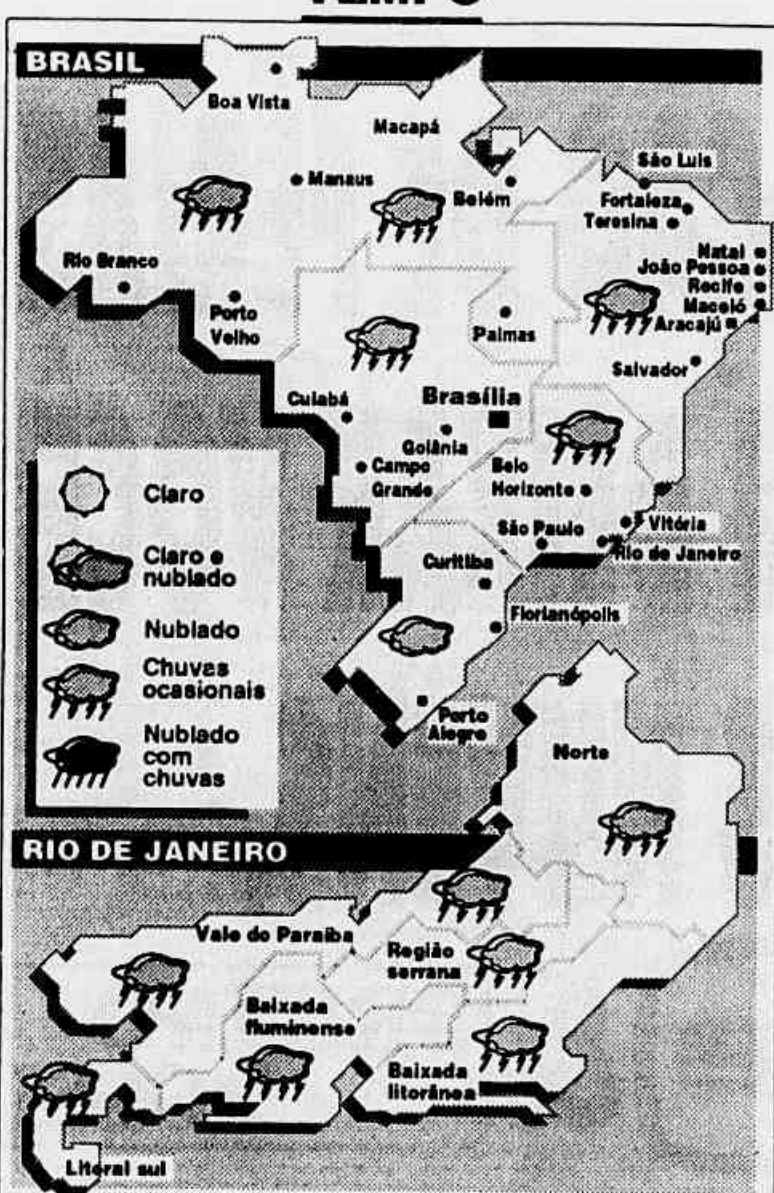 BRASIL
Boa Vista
Macapá
São Luis
Manaus
Belém
Fortaleza
Teresina
Natal
João Pessoa
Recife
Maceió
Aracajú
Rio Branco
Porto
Velho
Palmas
Salvador
Cuiabá
Brasília
Goiânia
Campo
Grande
Belo
Horizonte
São Paulo
Vitória
Rio de Janeiro
Curitiba
Florianópolis
Porto
Alegre
Claro
Claro e
nublado
Nublado
Chuvas
ocasionais
Nublado
com
chuvas
RIO DE JANEIRO
Norte
Vale do Paraíba
Região
serrana
Baixada
fluminense
Baixada
litorânea
Litoral sul